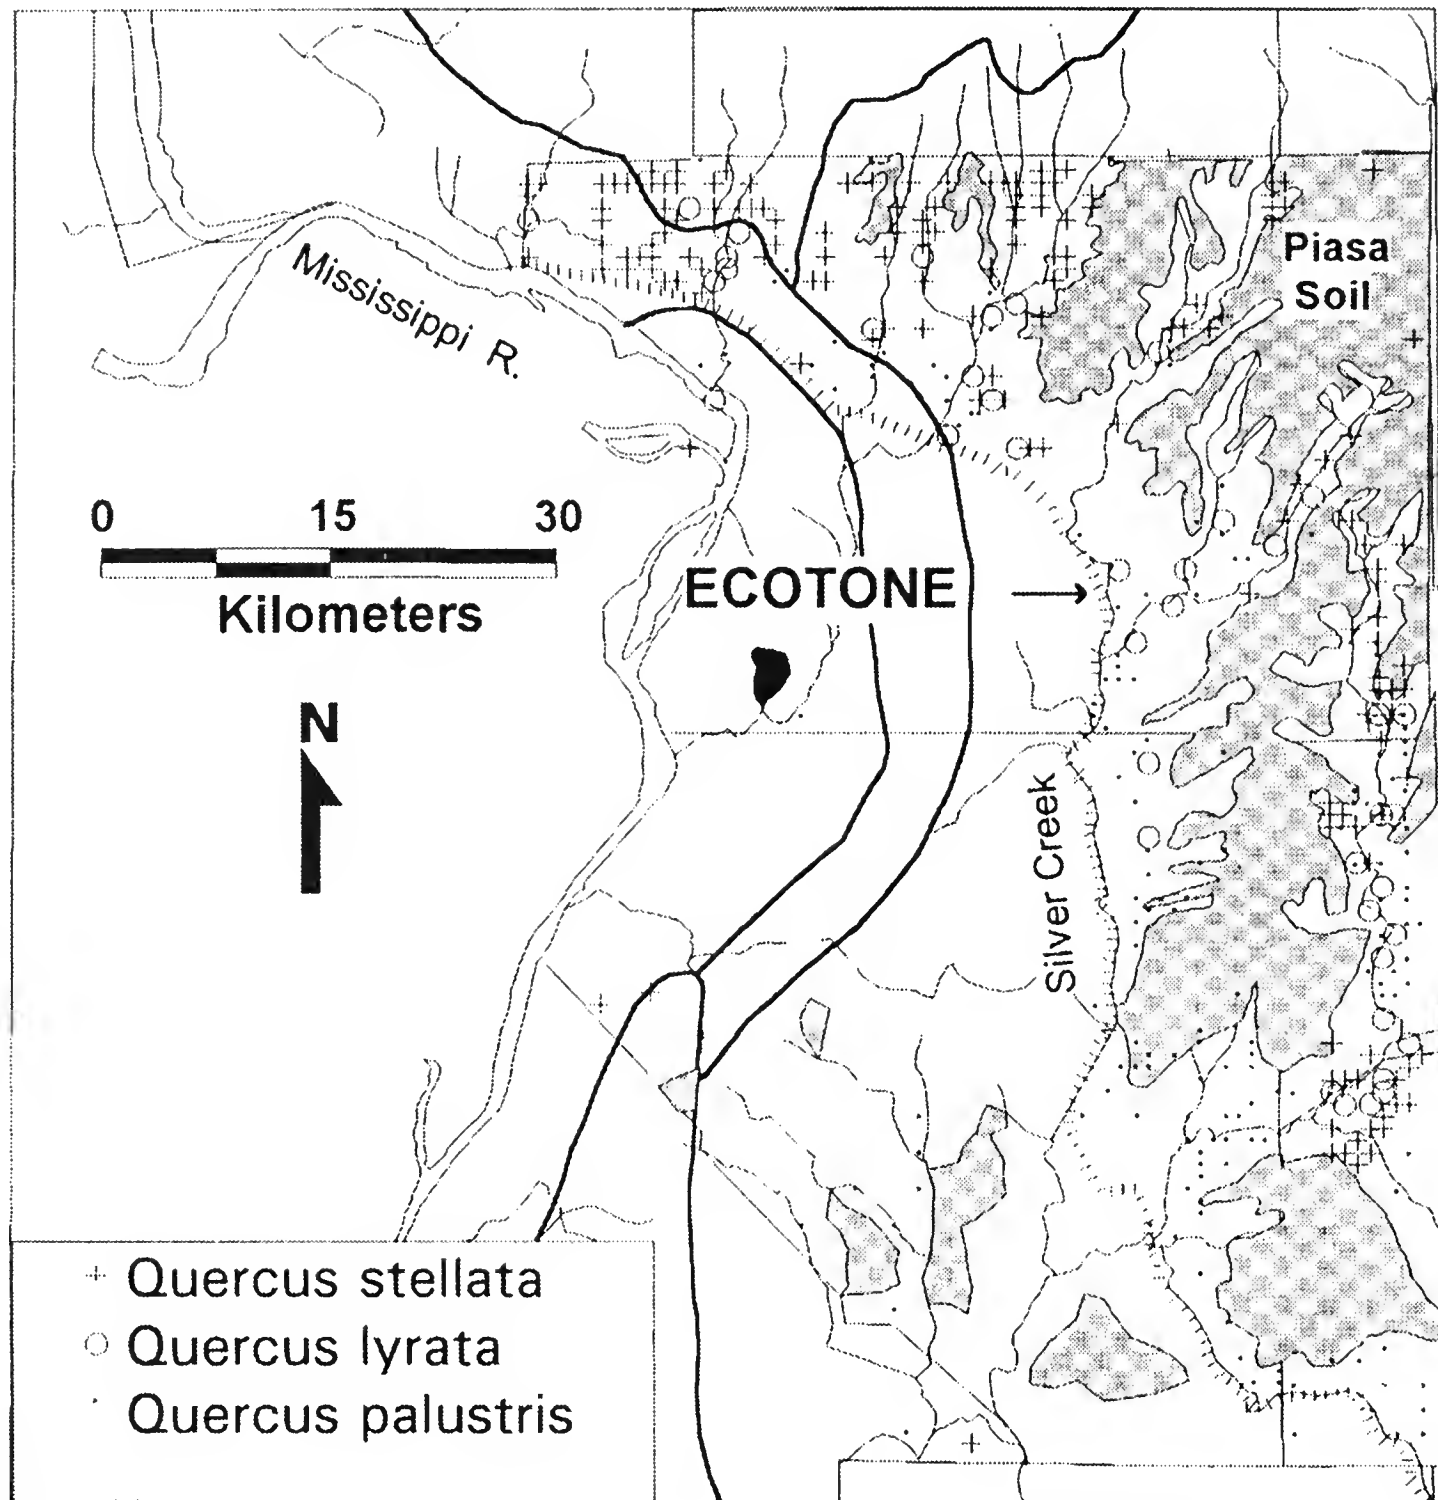 Piasa
Soil
Mississippi R.
0 15 30
Kilometers
ECOTONE
N
Silver Creek
Quercus stellata
Quercus lyrata
Quercus palustris